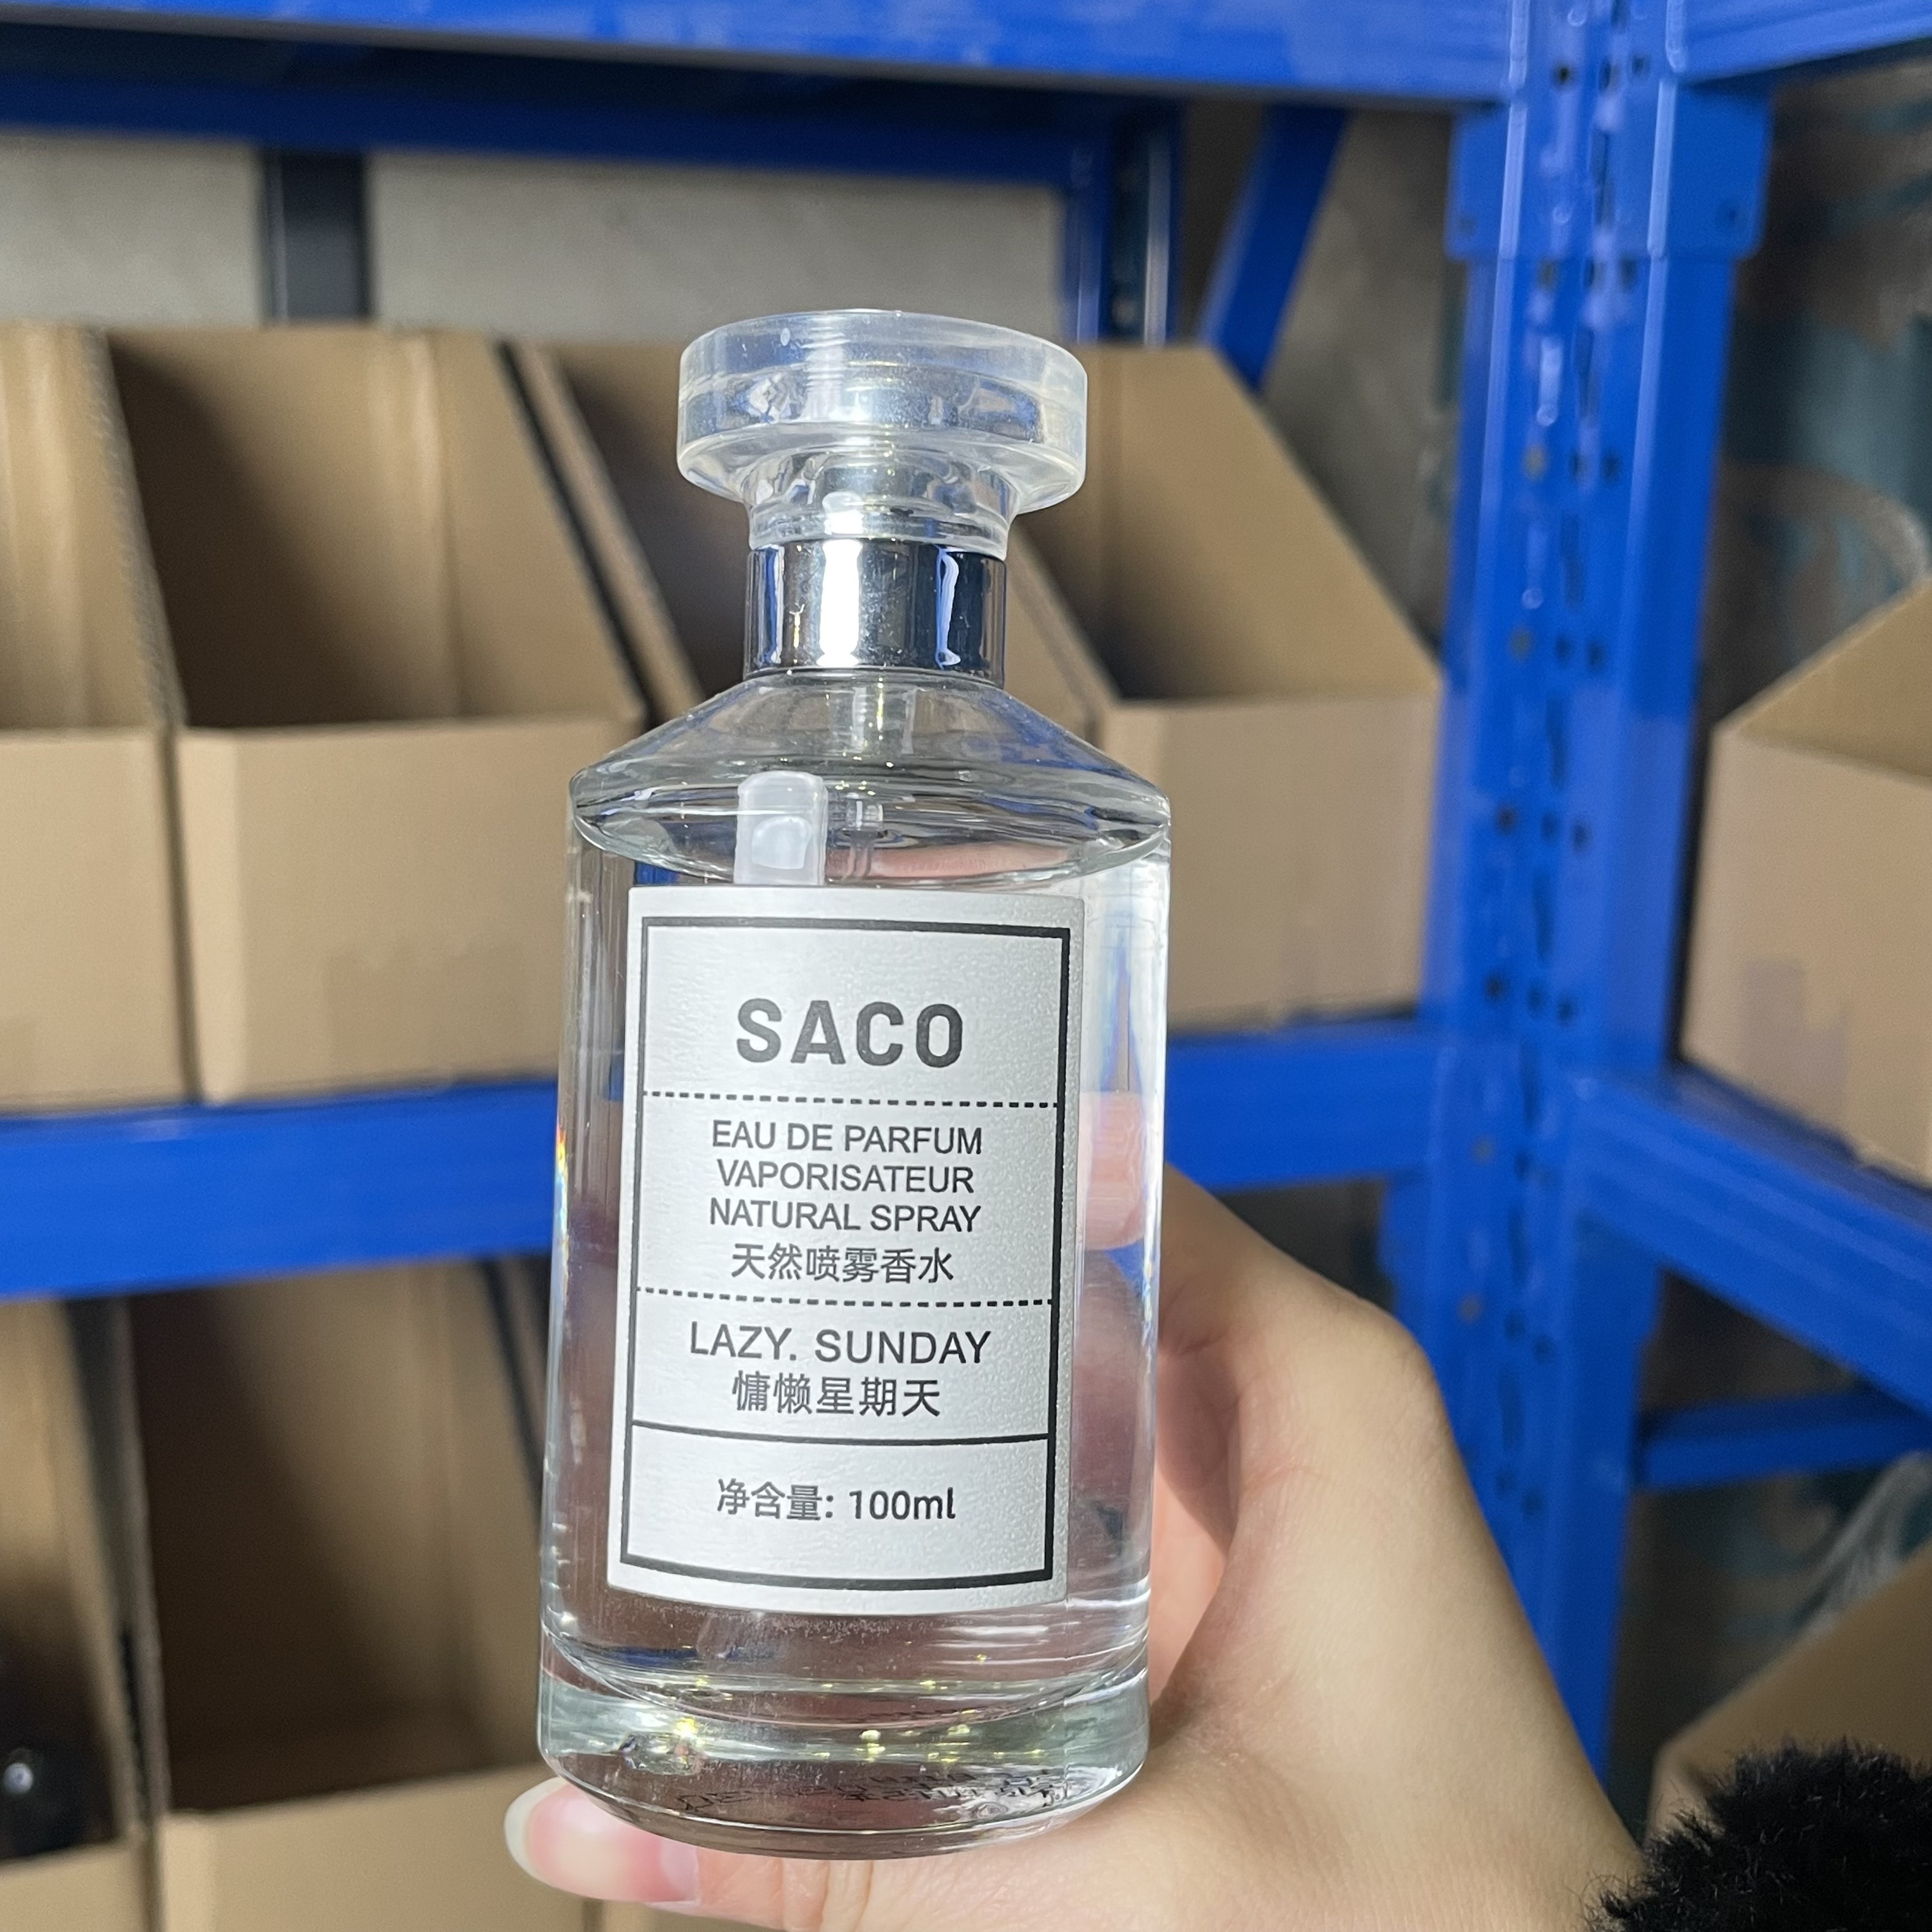 SACO
EAU DE PARFUM
VAPORISATEUR
NATURAL SPRAY
天然喷雾香水
LAZY. SUNDAY
慵懒星期天
净含量: 100ml